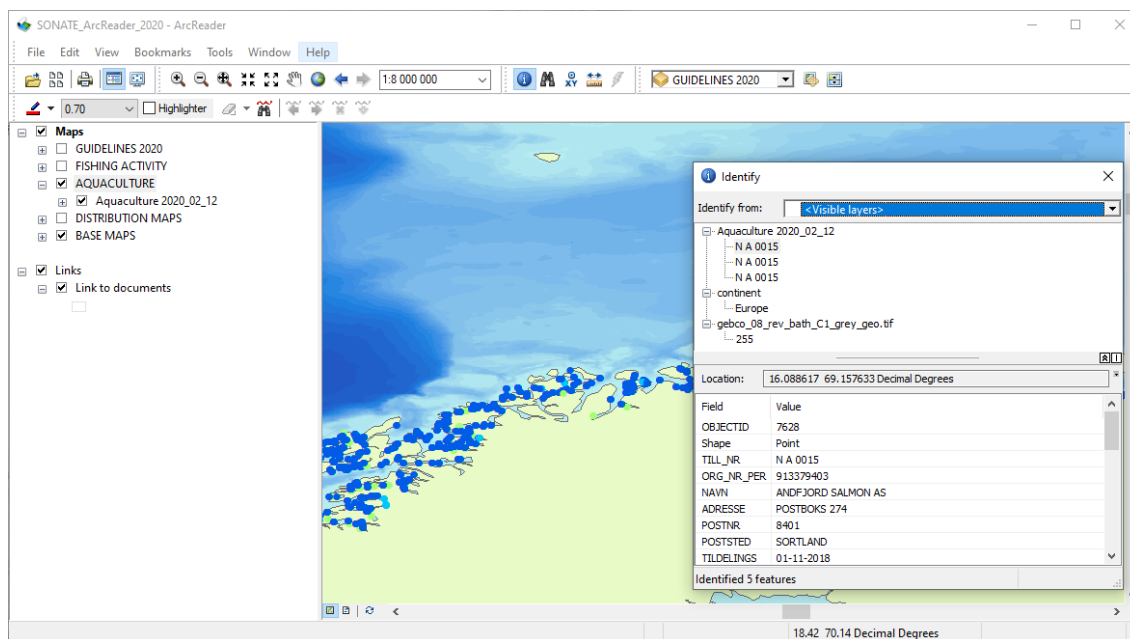 SONATE_ArcReader_2020 - ArcReader
File Edit View Bookmarks Tools Window Help
1:8 000 000 GUIDELINES 2020
0.70 Highlighter
Maps
GUIDELINES 2020
FISHING ACTIVITY
AQUACULTURE
Aquaculture 2020_02_12
DISTRIBUTION MAPS
BASE MAPS
Links
Link to documents
Identify
Identify from: <Visible layers>
Aquaculture 2020_02_12
N A 0015
N A 0015
N A 0015
continent
Europe
gebco_08_rev_bath_C1_grey_geo.tif
255
Location: 16.088617 69.157633 Decimal Degrees
Field Value
OBJECTID 7628
Shape Point
TILL_NR N A 0015
ORG_NR_PER 913379403
NAVN ANDFJORD SALMON AS
ADRESSE POSTBOKS 274
POSTNR 8401
POSTSTED SORTLAND
TILDELINGS 01-11-2018
Identified 5 features
18.42 70.14 Decimal Degrees